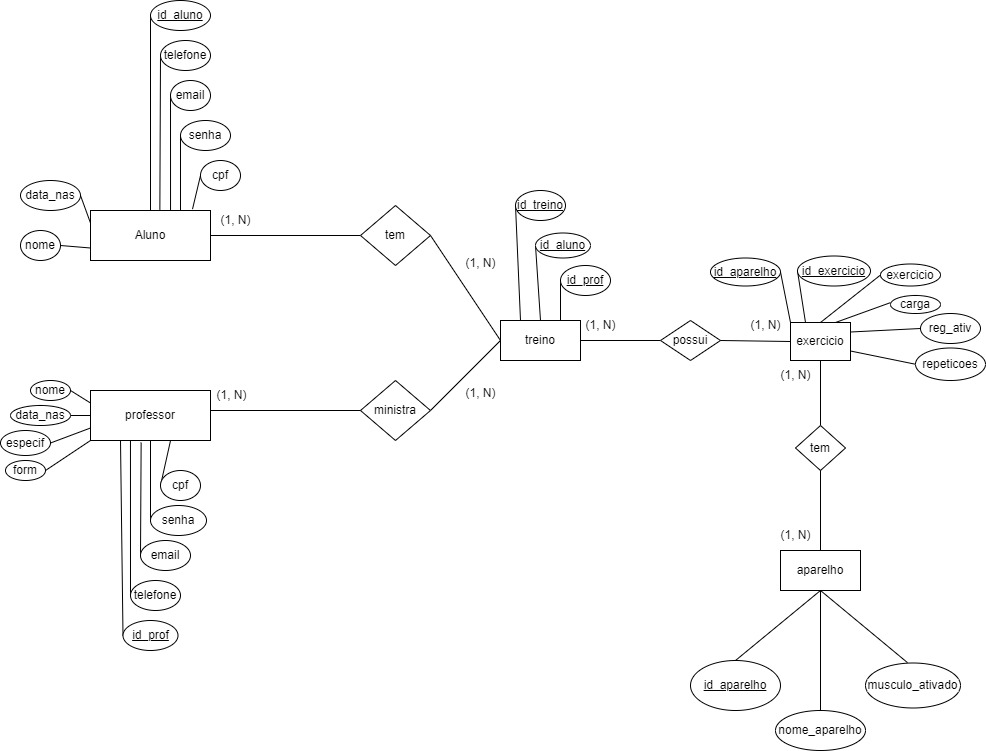 id_aluno
telefone
email
senha
cpf
data_nas
nome
Aluno
(1, N)
tem
(1, N)
id_treino
id_aluno
id_prof
treino
(1, N)
possui
(1, N)
id_aparelho
id_exercicio
exercicio
carga
reg_ativ
repeticoes
exercicio
(1, N)
tem
(1, N)
aparelho
id_aparelho
nome_aparelho
musculo_ativado
nome
data_nas
especif
form
professor
(1, N)
ministra
(1, N)
cpf
senha
email
telefone
id_prof